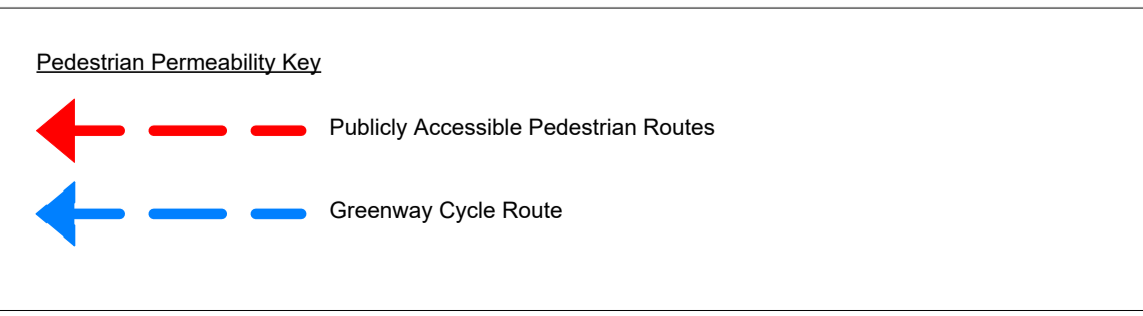 Pedestrian Permeability Key
Publicly Accessible Pedestrian Routes
Greenway Cycle Route